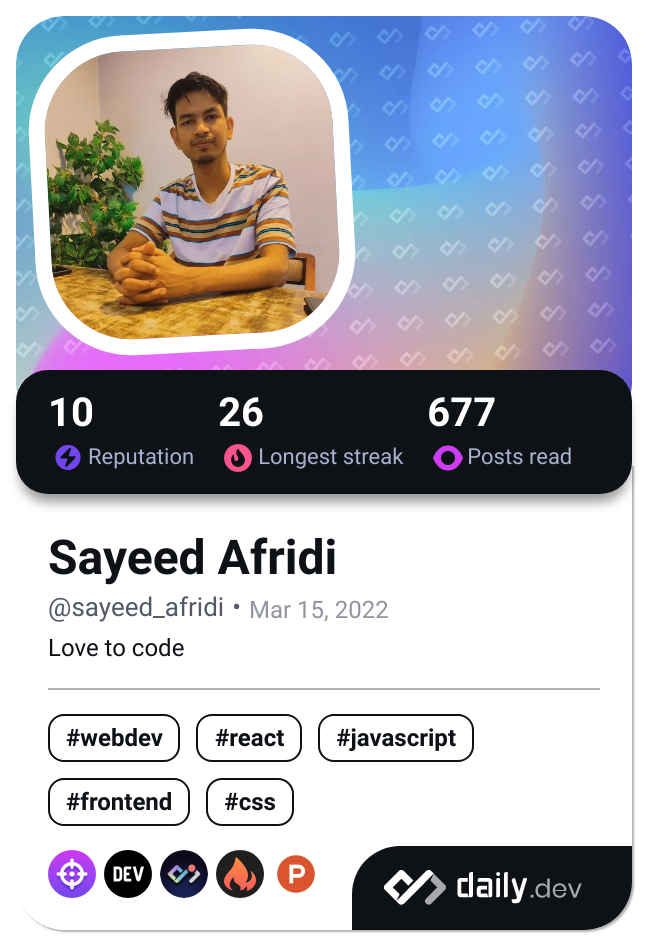 10 26 677
Reputation Longest streak Posts read
Sayeed Afridi
@sayeed_afridi • Mar 15, 2022
Love to code
#webdev #react #javascript
#frontend #css
DEV P daily.dev